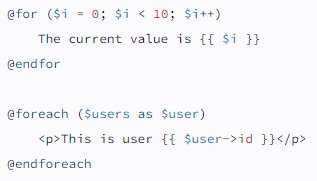 @for ($i = 0; $i < 10; $i++)
    The current value is {{ $i }}
@endfor

@foreach ($users as $user)
    <p>This is user {{ $user->id }}</p>
@endforeach